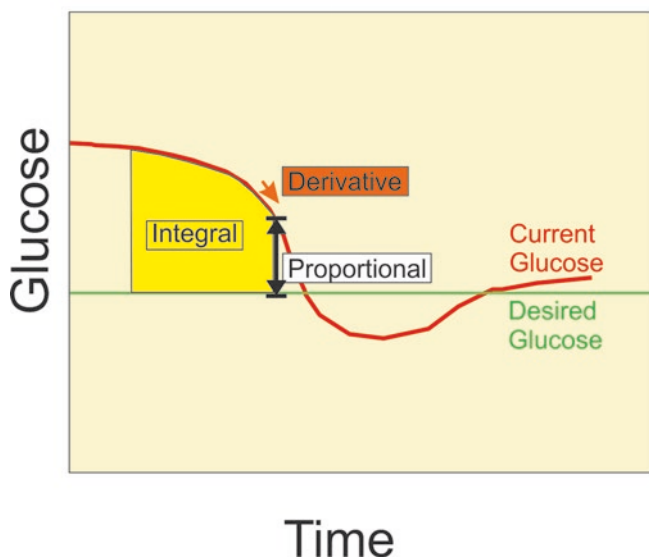 Glucose
Derivative
Integral
Proportional
Current
Glucose
Desired
Glucose
Time